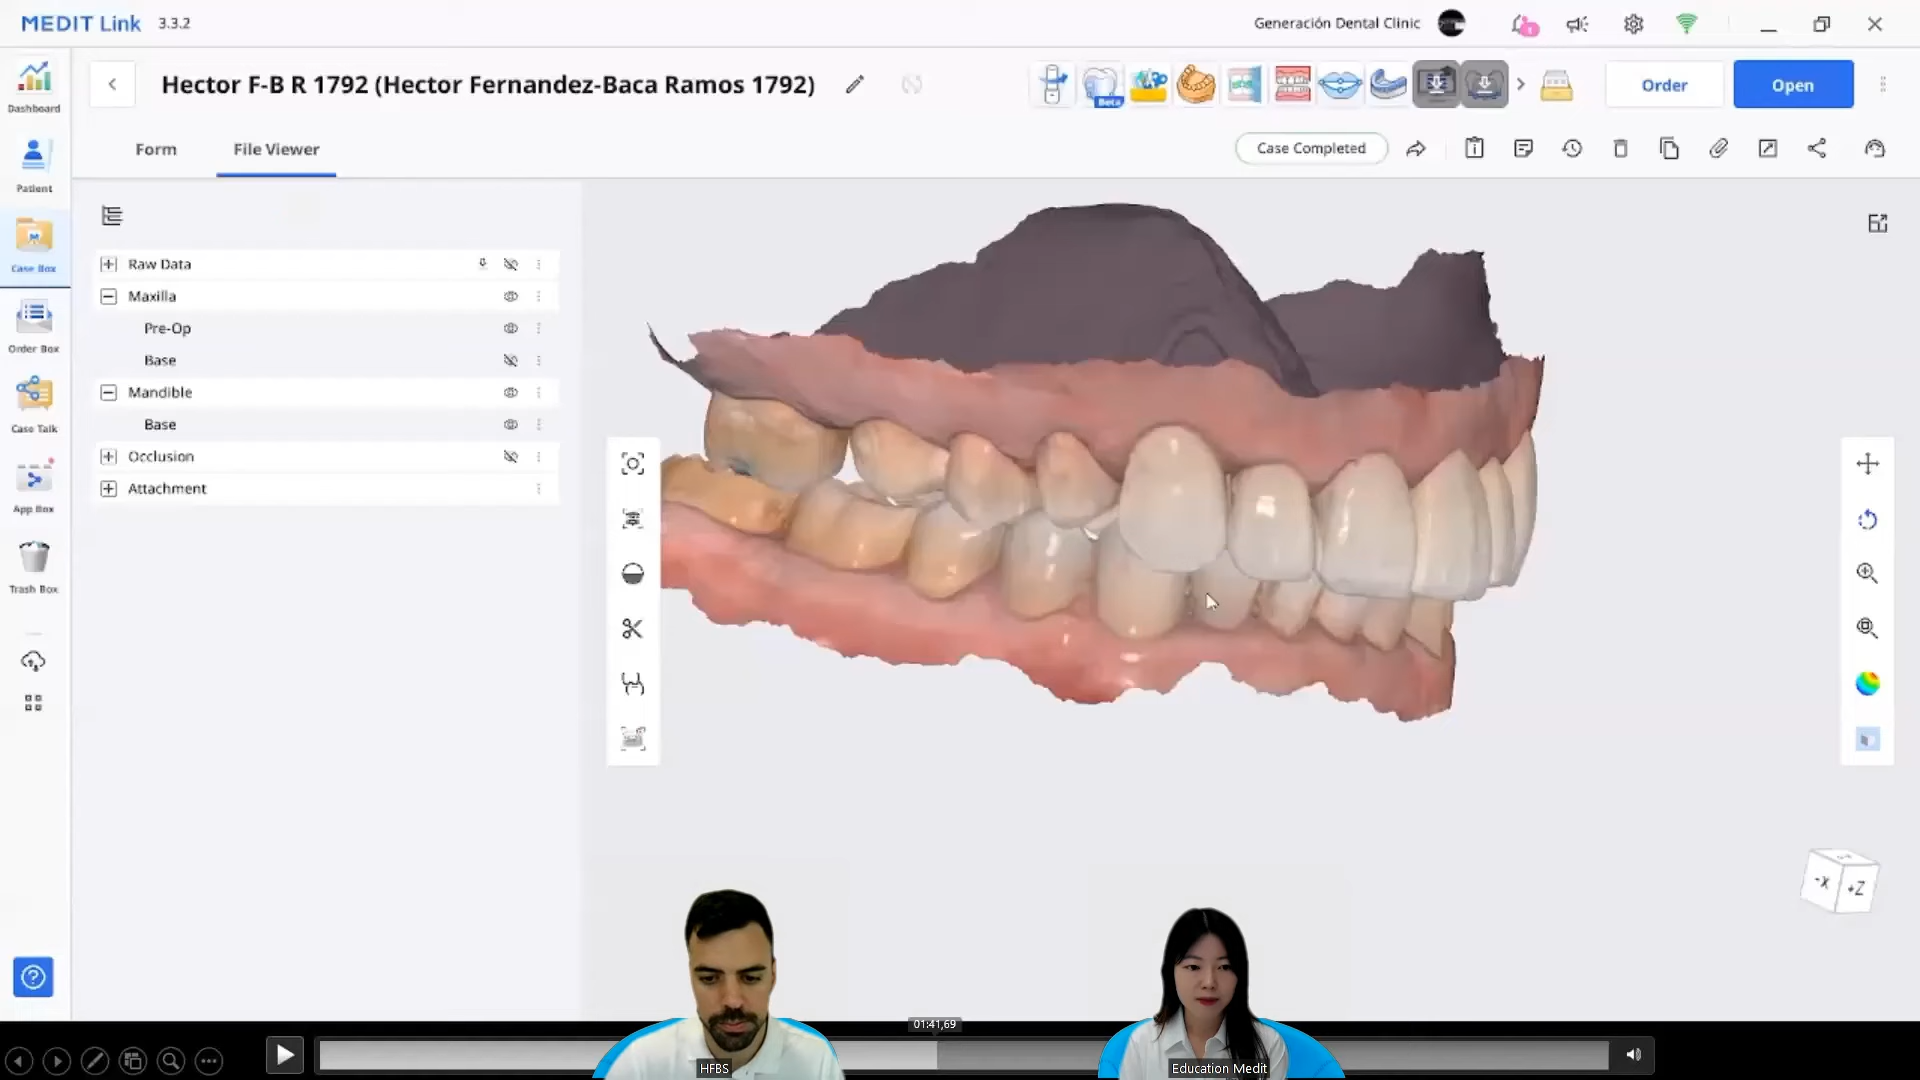 MEDIT Link 3.3.2
Generación Dental Clinic
1
Dashboard
Patient
Case Box
Order Box
Case Talk
App Box
Trash Box
Hector F-B R 1792 (Hector Fernandez-Baca Ramos 1792)
Beta
Order
Open
Form
File Viewer
Case Completed
Raw Data
Maxilla
Pre-Op
Base
Mandible
Base
Occlusion
Attachment
-X
+Z
01:41,69
HFBS
Education Medit